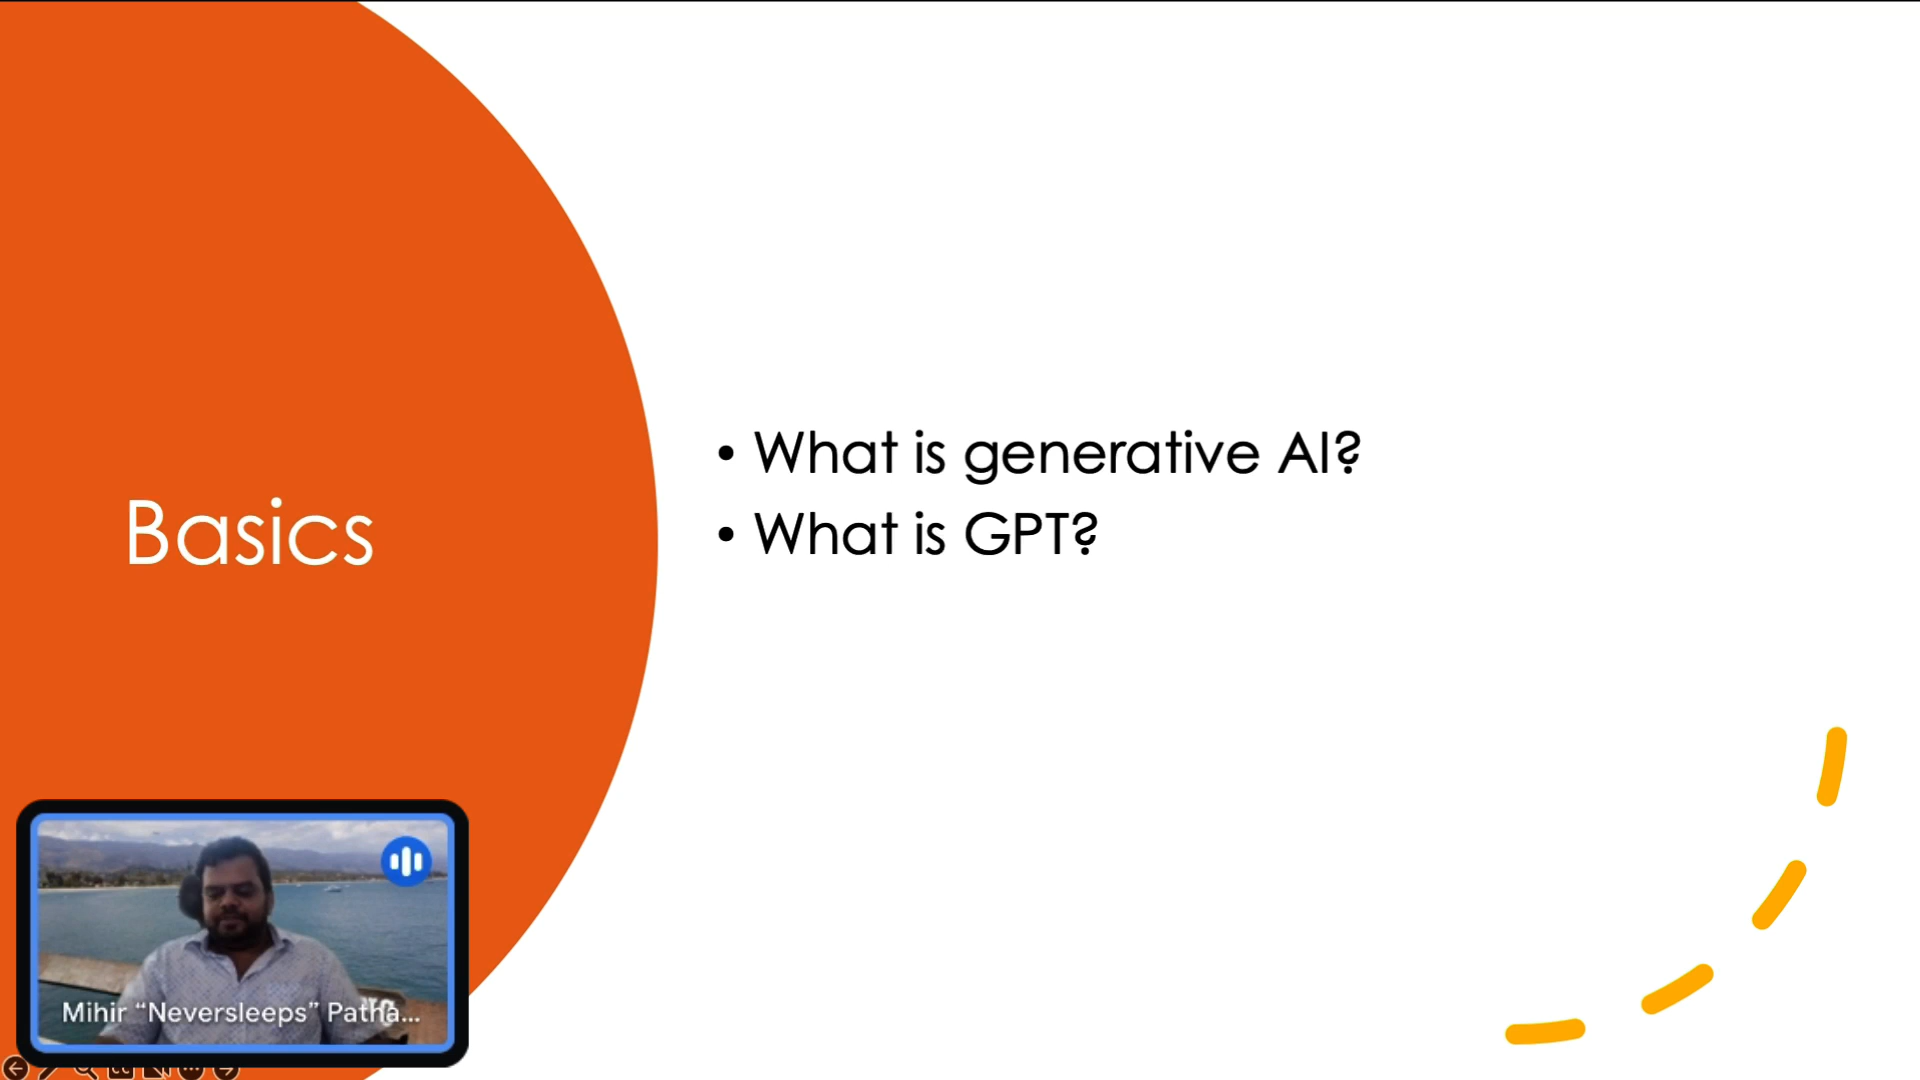 Basics
• What is generative AI?
• What is GPT?
Mihir “Neversleeps” Patha...